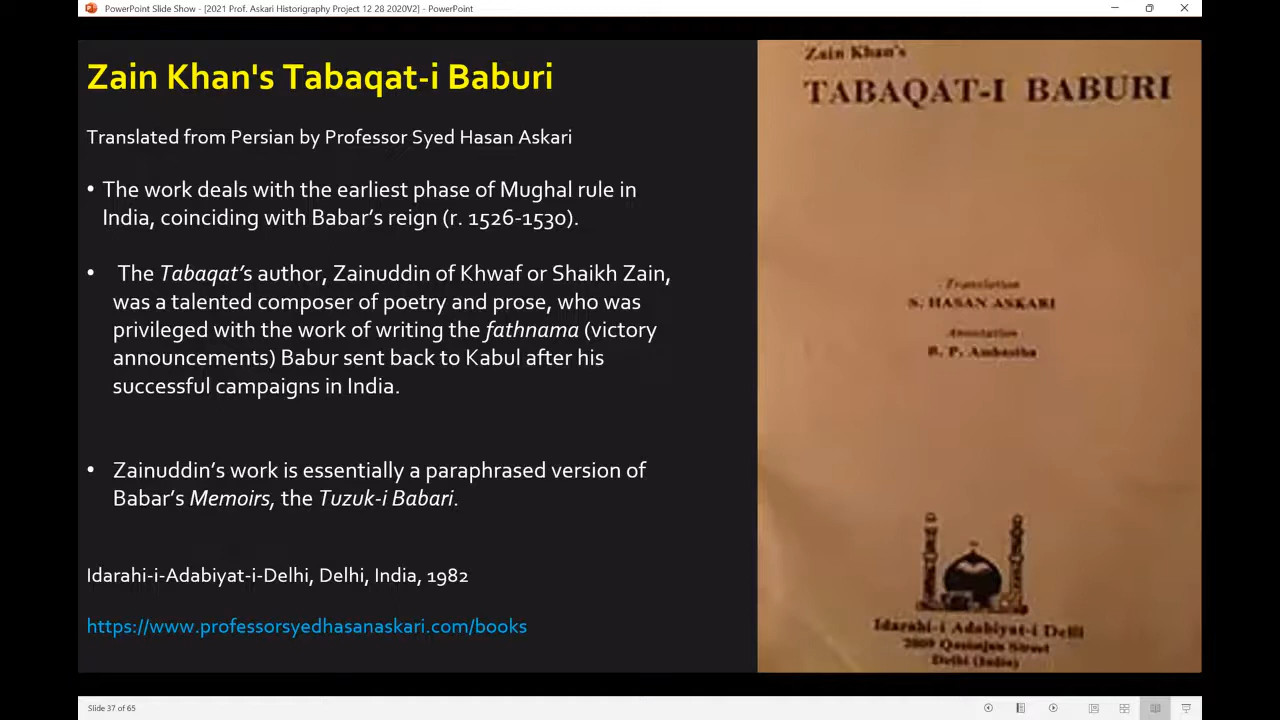 PowerPoint Slide Show - [2021 Prof. Askari Historigraphy Project 12 28 2020V2] - PowerPoint
Zain Khan's Tabaqat-i Baburi
Translated from Persian by Professor Syed Hasan Askari
• The work deals with the earliest phase of Mughal rule in
India, coinciding with Babar's reign (r. 1526-1530).
• The Tabaqat's author, Zainuddin of Khwaf or Shaikh Zain,
was a talented composer of poetry and prose, who was
privileged with the work of writing the fathnama (victory
announcements) Babur sent back to Kabul after his
successful campaigns in India.
• Zainuddin's work is essentially a paraphrased version of
Babar's Memoirs, the Tuzuk-i Babari.
Idarahi-i-Adabiyat-i-Delhi, Delhi, India, 1982
https://www.professorsyedhasanaskari.com/books
Zain Khan's
TABAQAT-I BABURI
Translation
S. HASAN ASKARI
Annotation
B. P. Ambastha
Idarahi-i Adabiyat-i Delli
2009 Qasimjan Street
Delhi (India)
Slide 37 of 65